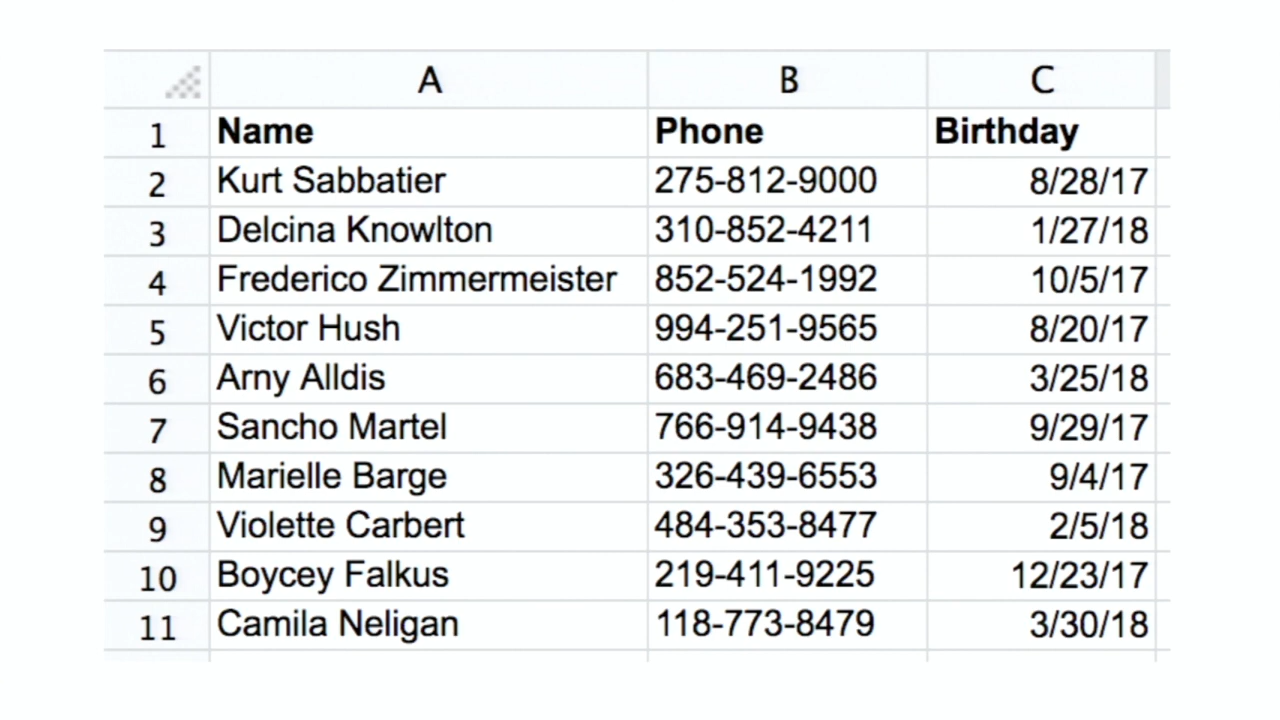 A B C
1 Name Phone Birthday
2 Kurt Sabbatier 275-812-9000 8/28/17
3 Delcina Knowlton 310-852-4211 1/27/18
4 Frederico Zimmermeister 852-524-1992 10/5/17
5 Victor Hush 994-251-9565 8/20/17
6 Arny Alldis 683-469-2486 3/25/18
7 Sancho Martel 766-914-9438 9/29/17
8 Marielle Barge 326-439-6553 9/4/17
9 Violette Carbert 484-353-8477 2/5/18
10 Boycey Falkus 219-411-9225 12/23/17
11 Camila Neligan 118-773-8479 3/30/18